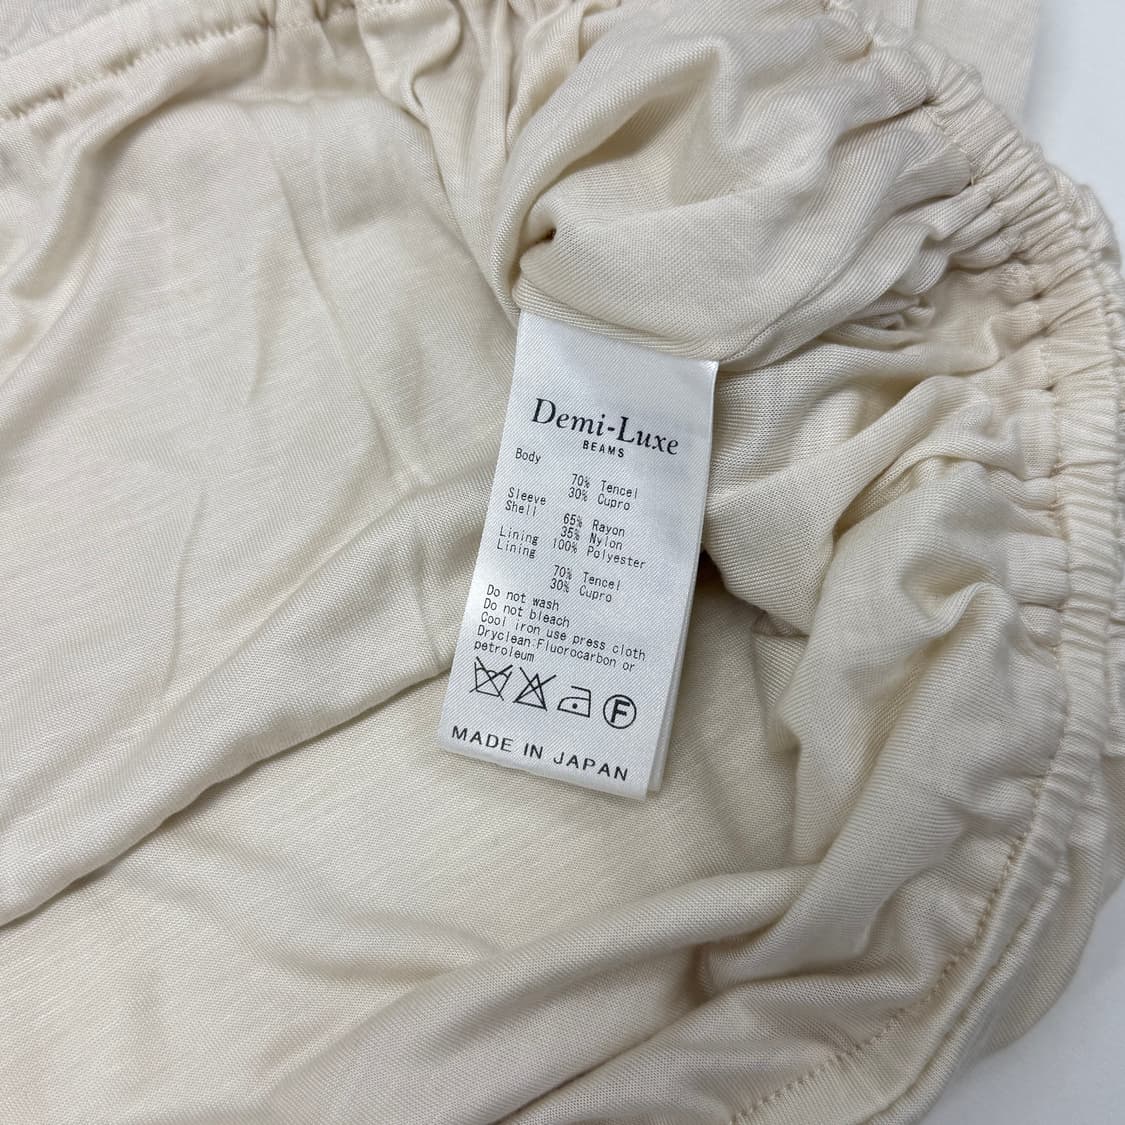 Demi-Luxe
BEAMS
Body
70% Tencel
30% Cupro
Sleeve
Shell
65% Rayon
35% Nylon
Lining 100% Polyester
Lining
70% Tencel
30% Cupro
Do not wash
Do not bleach
Cool iron use press cloth
Dryclean:Fluorocarbon or
petroleum
F
MADE IN JAPAN